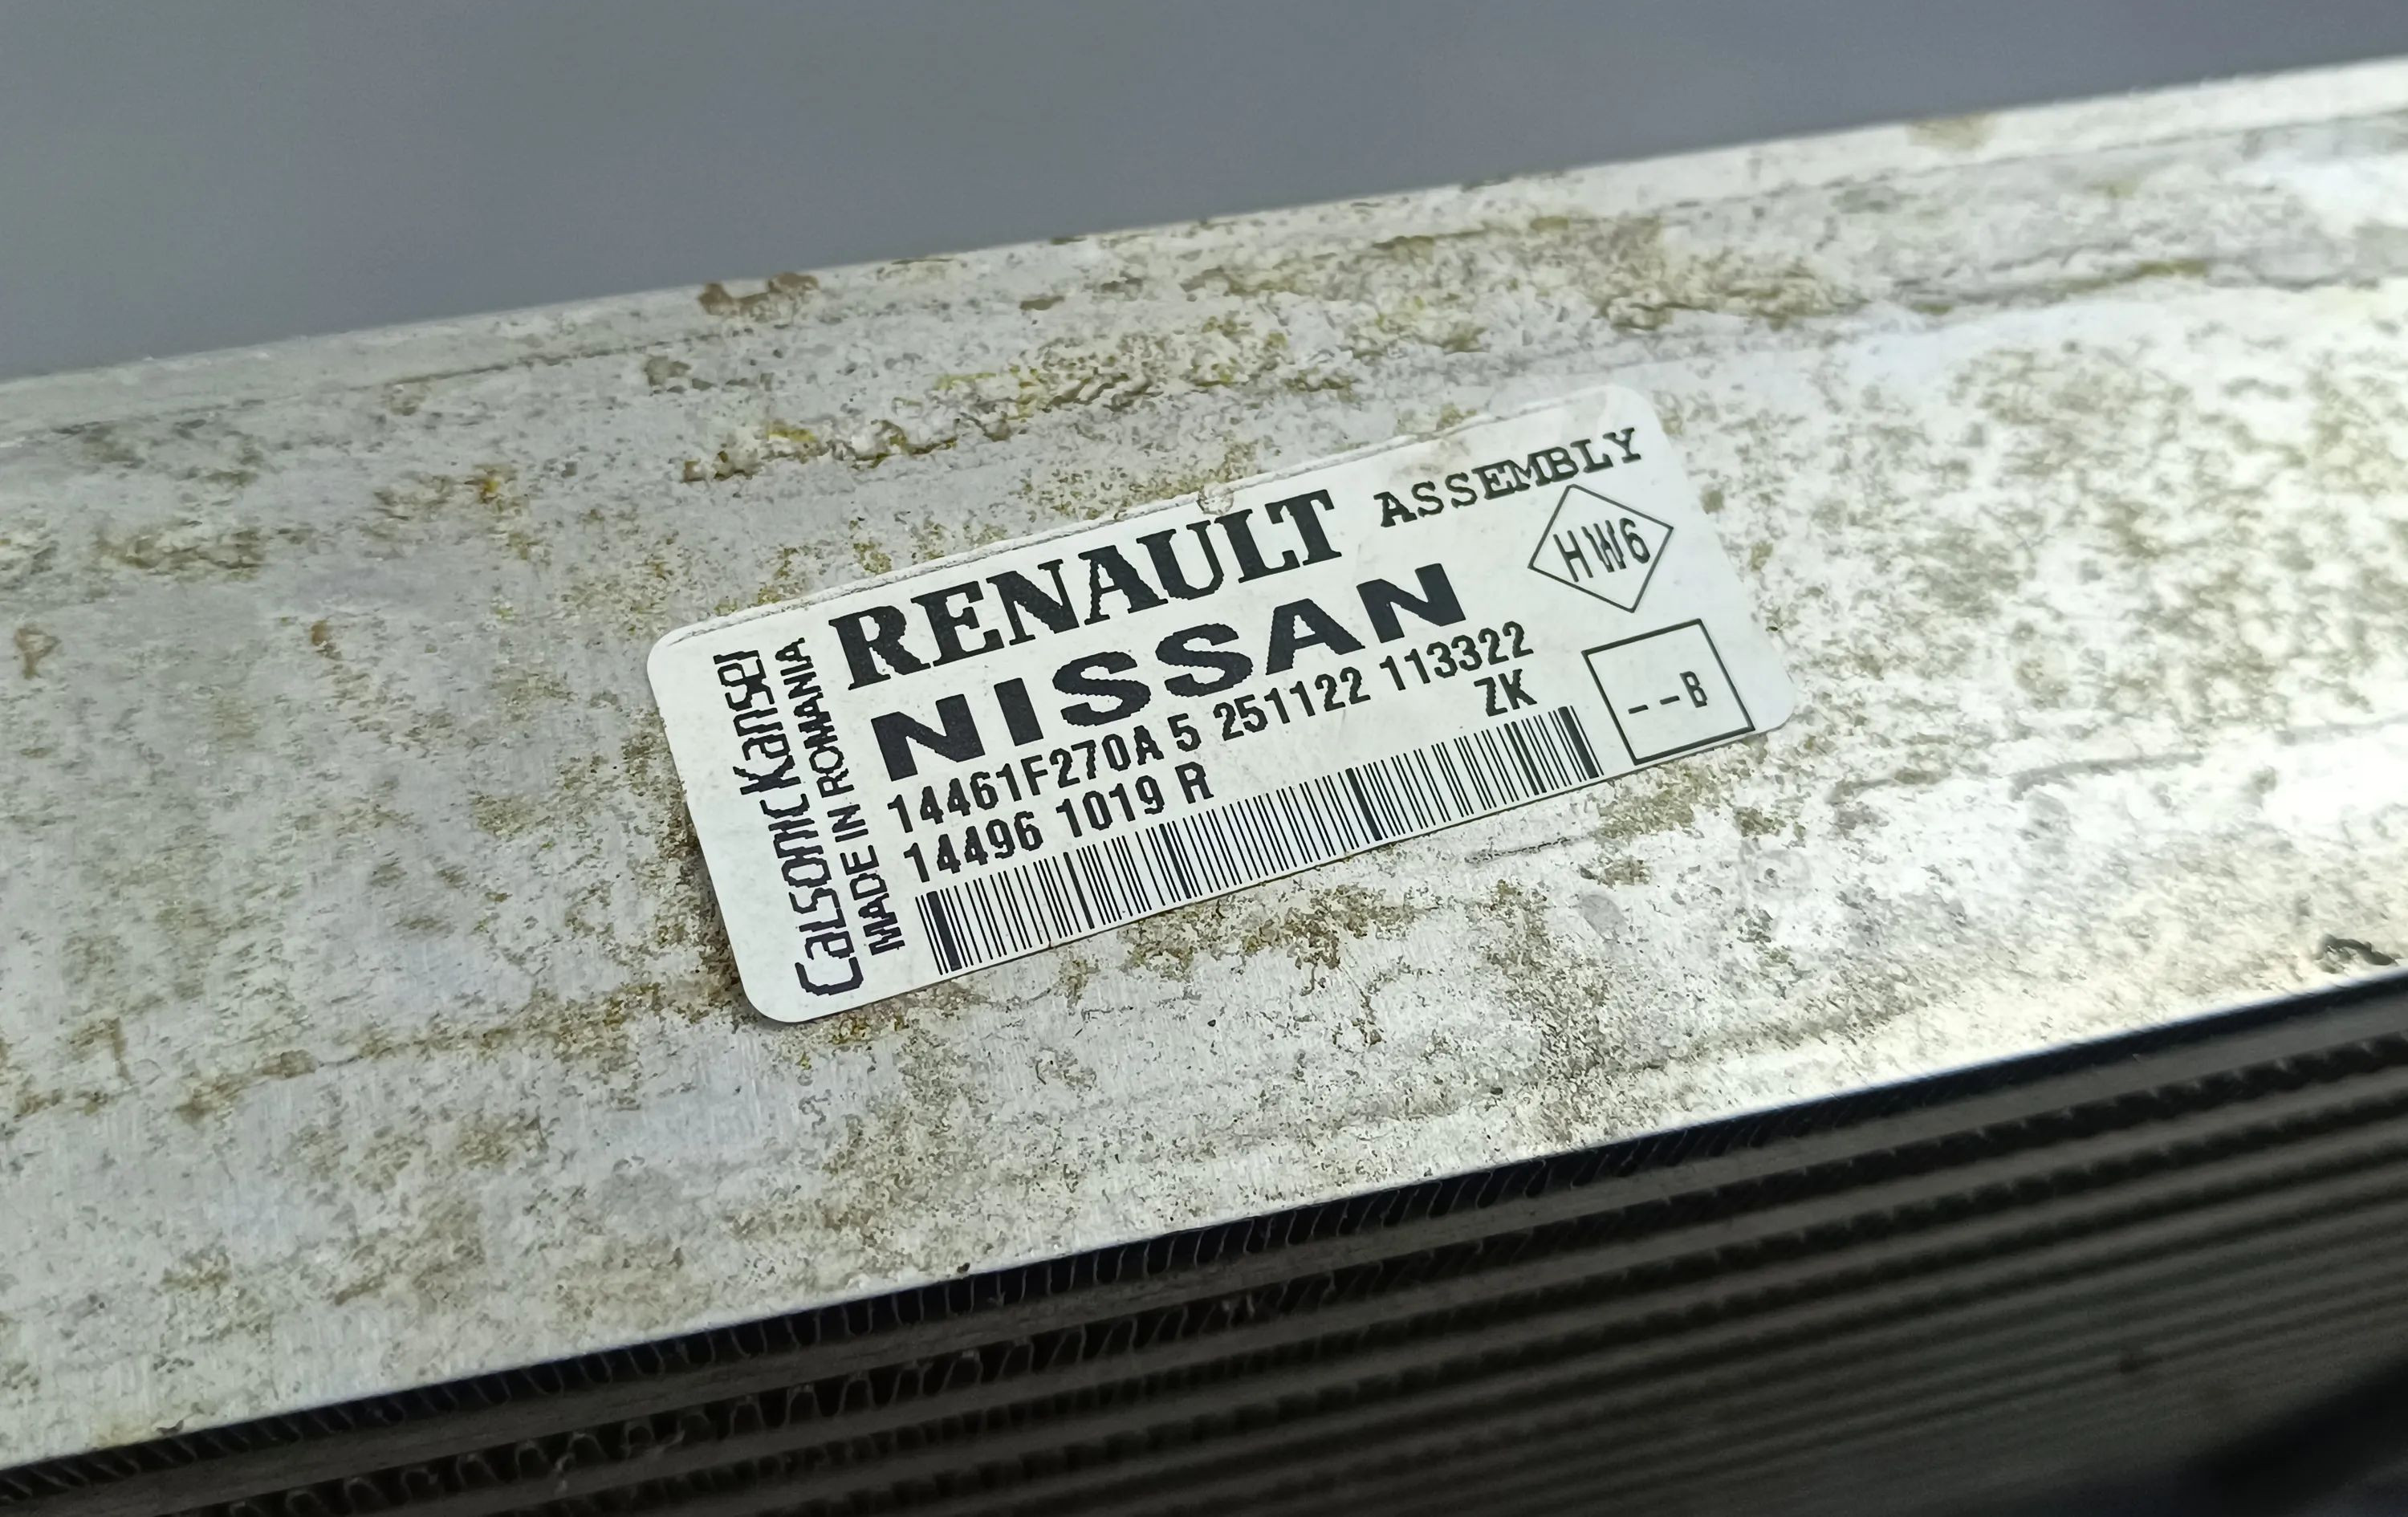 RENAULT ASSEMBLY
NISSAN
HW6
14461F270A 5 251122 113322
14496 1019 R
ZK
--B
CalsonicKansei
MADE IN ROMANIA